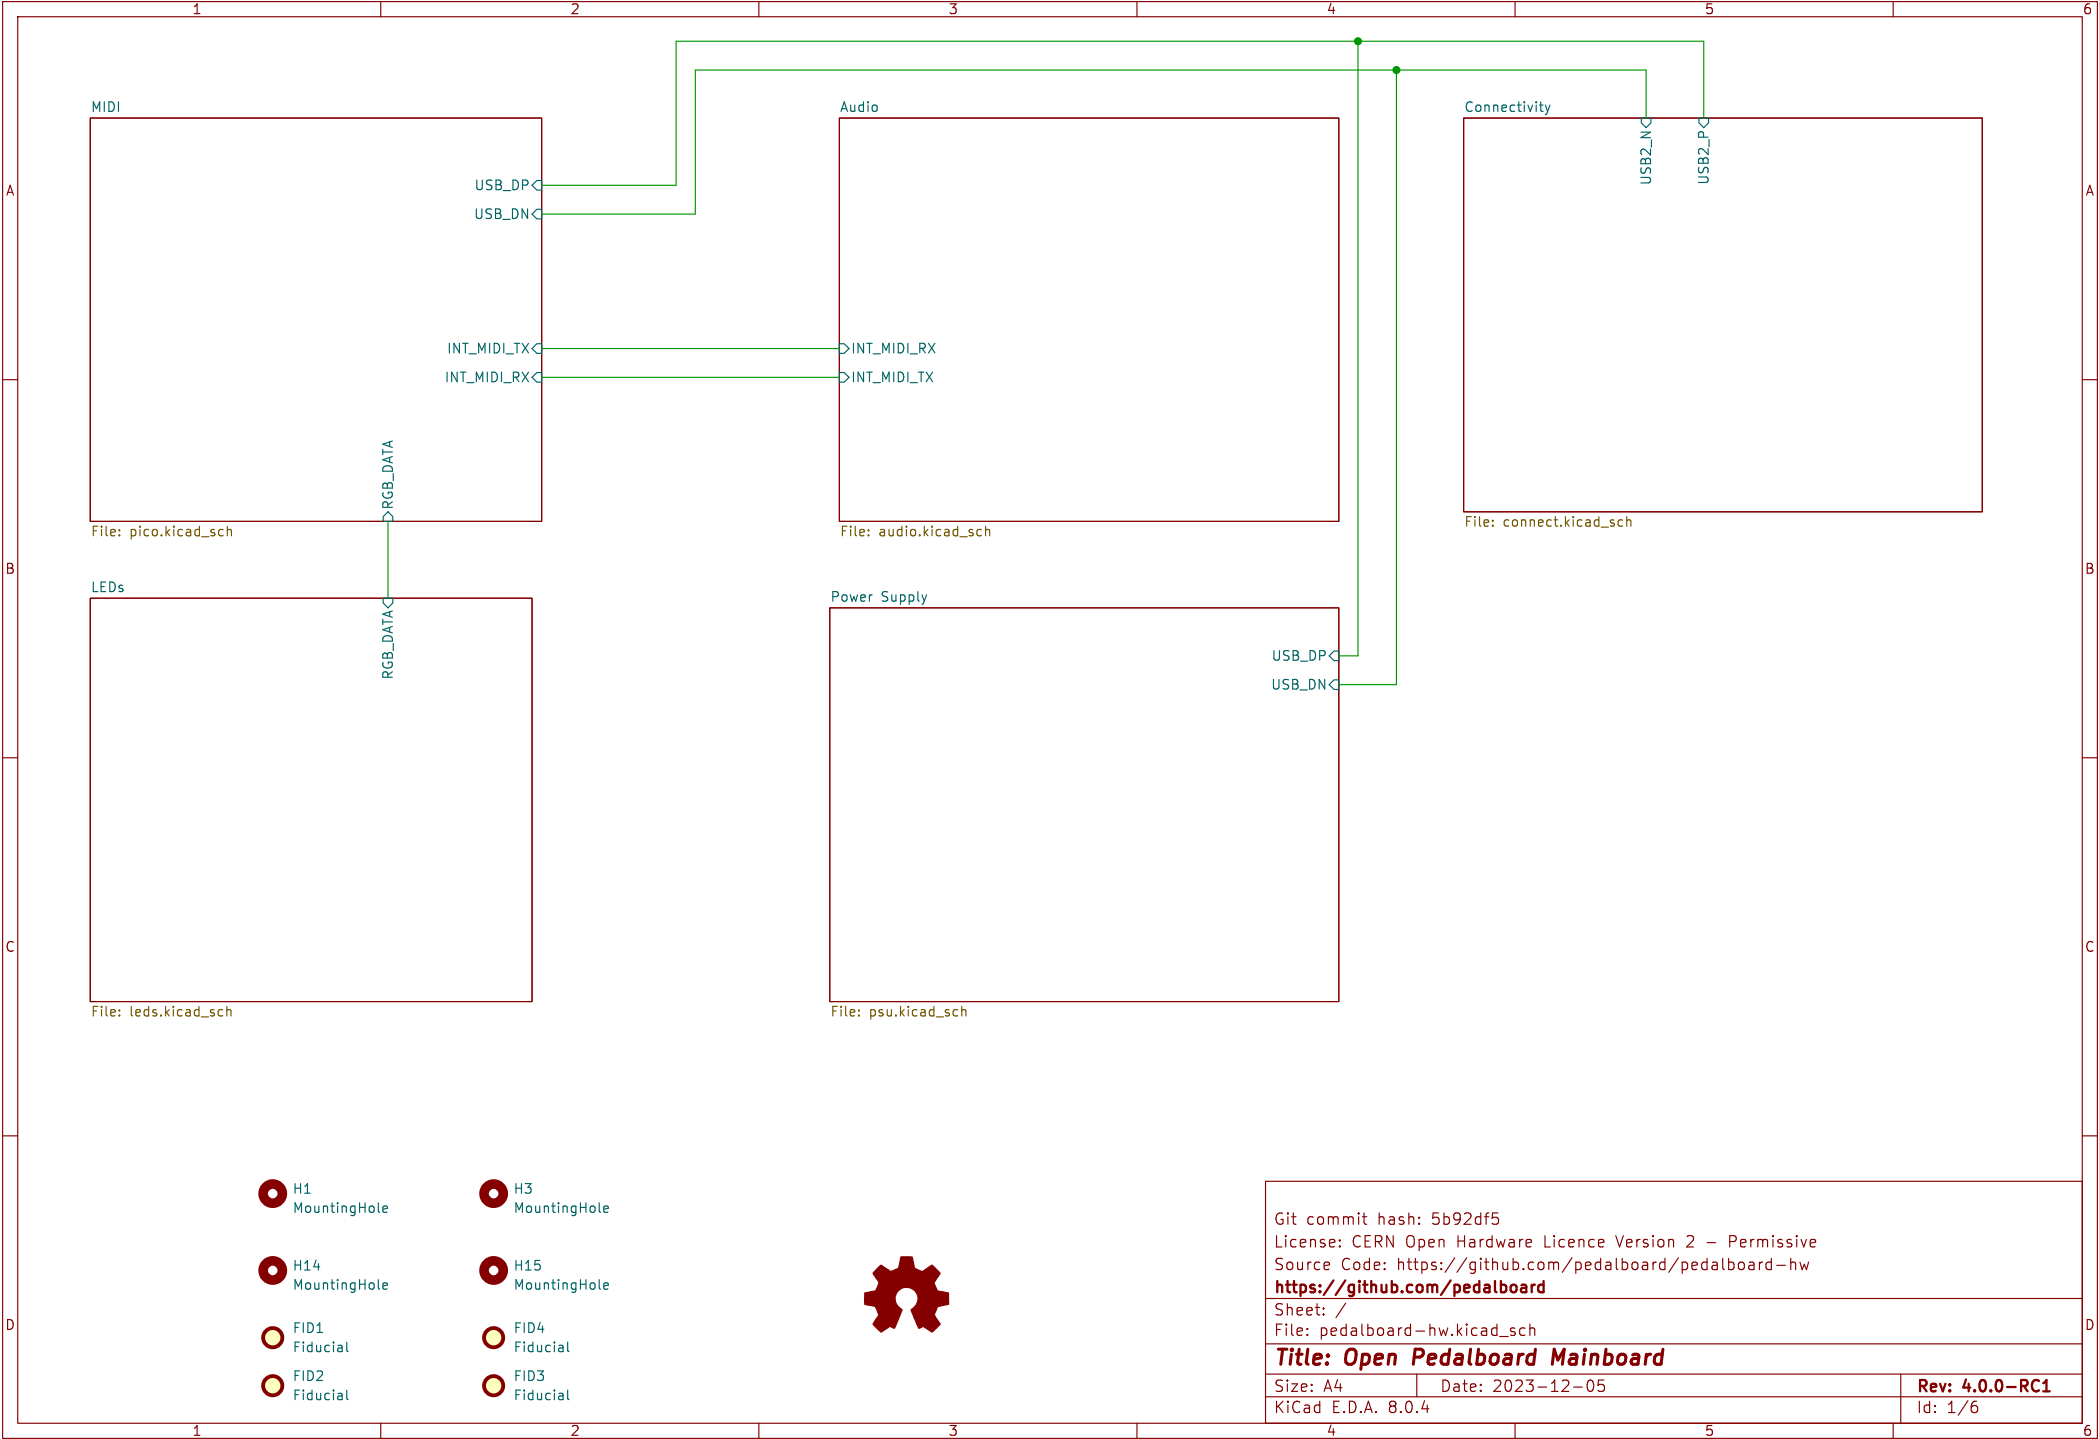 1 2 3 4 5 6
MIDI
Audio
Connectivity
USB2_N
USB2_P
USB_DP
USB_DN
A
A
INT_MIDI_TX
INT_MIDI_RX
INT_MIDI_RX
INT_MIDI_TX
RGB_DATA
File: pico.kicad_sch
File: audio.kicad_sch
File: connect.kicad_sch
B
B
LEDs
Power Supply
RGB_DATA
USB_DP
USB_DN
C
C
File: leds.kicad_sch
File: psu.kicad_sch
H1
MountingHole
H3
MountingHole
H14
MountingHole
H15
MountingHole
FID1
Fiducial
FID4
Fiducial
FID2
Fiducial
FID3
Fiducial
D
D
Git commit hash: 5b92df5
License: CERN Open Hardware Licence Version 2 - Permissive
Source Code: https://github.com/pedalboard/pedalboard-hw
https://github.com/pedalboard
Sheet: /
File: pedalboard-hw.kicad_sch
Title: Open Pedalboard Mainboard
Size: A4
Date: 2023-12-05
Rev: 4.0.0-RC1
KiCad E.D.A. 8.0.4
Id: 1/6
1 2 3 4 5 6